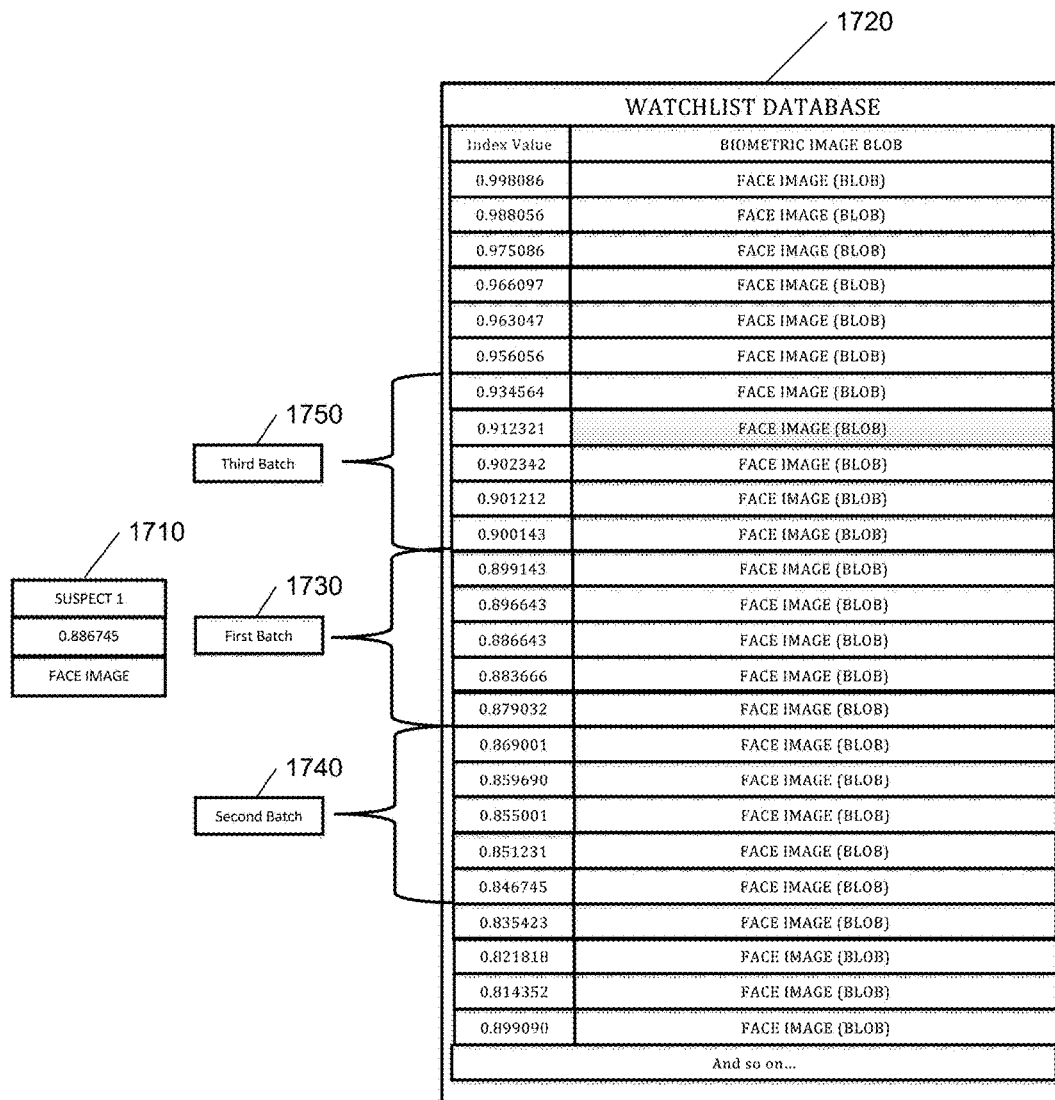 1720
WATCHLIST DATABASE
Index Value BIOMETRIC IMAGE BLOB
0.998086 FACE IMAGE (BLOB)
0.988056 FACE IMAGE (BLOB)
0.975086 FACE IMAGE (BLOB)
0.966097 FACE IMAGE (BLOB)
0.963047 FACE IMAGE (BLOB)
0.956056 FACE IMAGE (BLOB)
0.934564 FACE IMAGE (BLOB)
0.912321 FACE IMAGE (BLOB)
0.902342 FACE IMAGE (BLOB)
0.901212 FACE IMAGE (BLOB)
0.900143 FACE IMAGE (BLOB)
0.899143 FACE IMAGE (BLOB)
0.896643 FACE IMAGE (BLOB)
0.886643 FACE IMAGE (BLOB)
0.883666 FACE IMAGE (BLOB)
0.879032 FACE IMAGE (BLOB)
0.869001 FACE IMAGE (BLOB)
0.859690 FACE IMAGE (BLOB)
0.855001 FACE IMAGE (BLOB)
0.851231 FACE IMAGE (BLOB)
0.846745 FACE IMAGE (BLOB)
0.835423 FACE IMAGE (BLOB)
0.821818 FACE IMAGE (BLOB)
0.814352 FACE IMAGE (BLOB)
0.899090 FACE IMAGE (BLOB)
And so on...
1750
Third Batch
1710
SUSPECT 1
0.886745
FACE IMAGE
1730
First Batch
1740
Second Batch